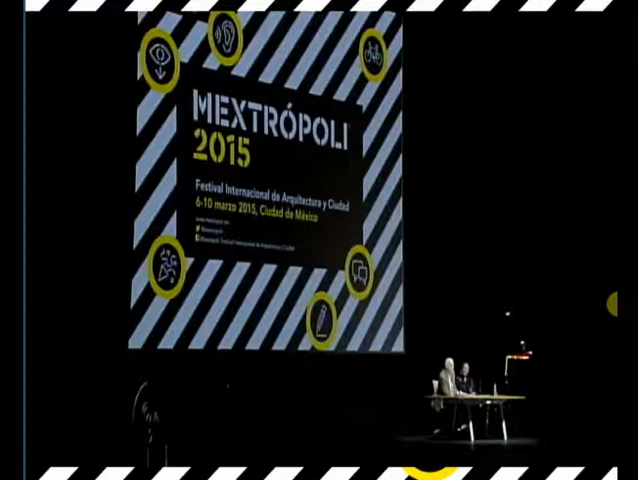 MEXTRÓPOLI
2015
Festival Internacional de Arquitectura y Ciudad
6-10 marzo 2015, Ciudad de México